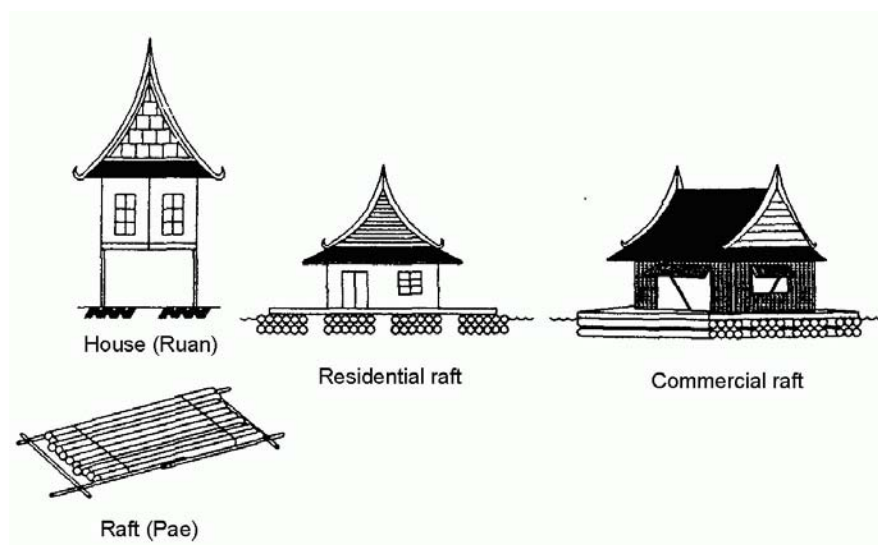 House (Ruan)
Residential raft
Commercial raft
Raft (Pae)